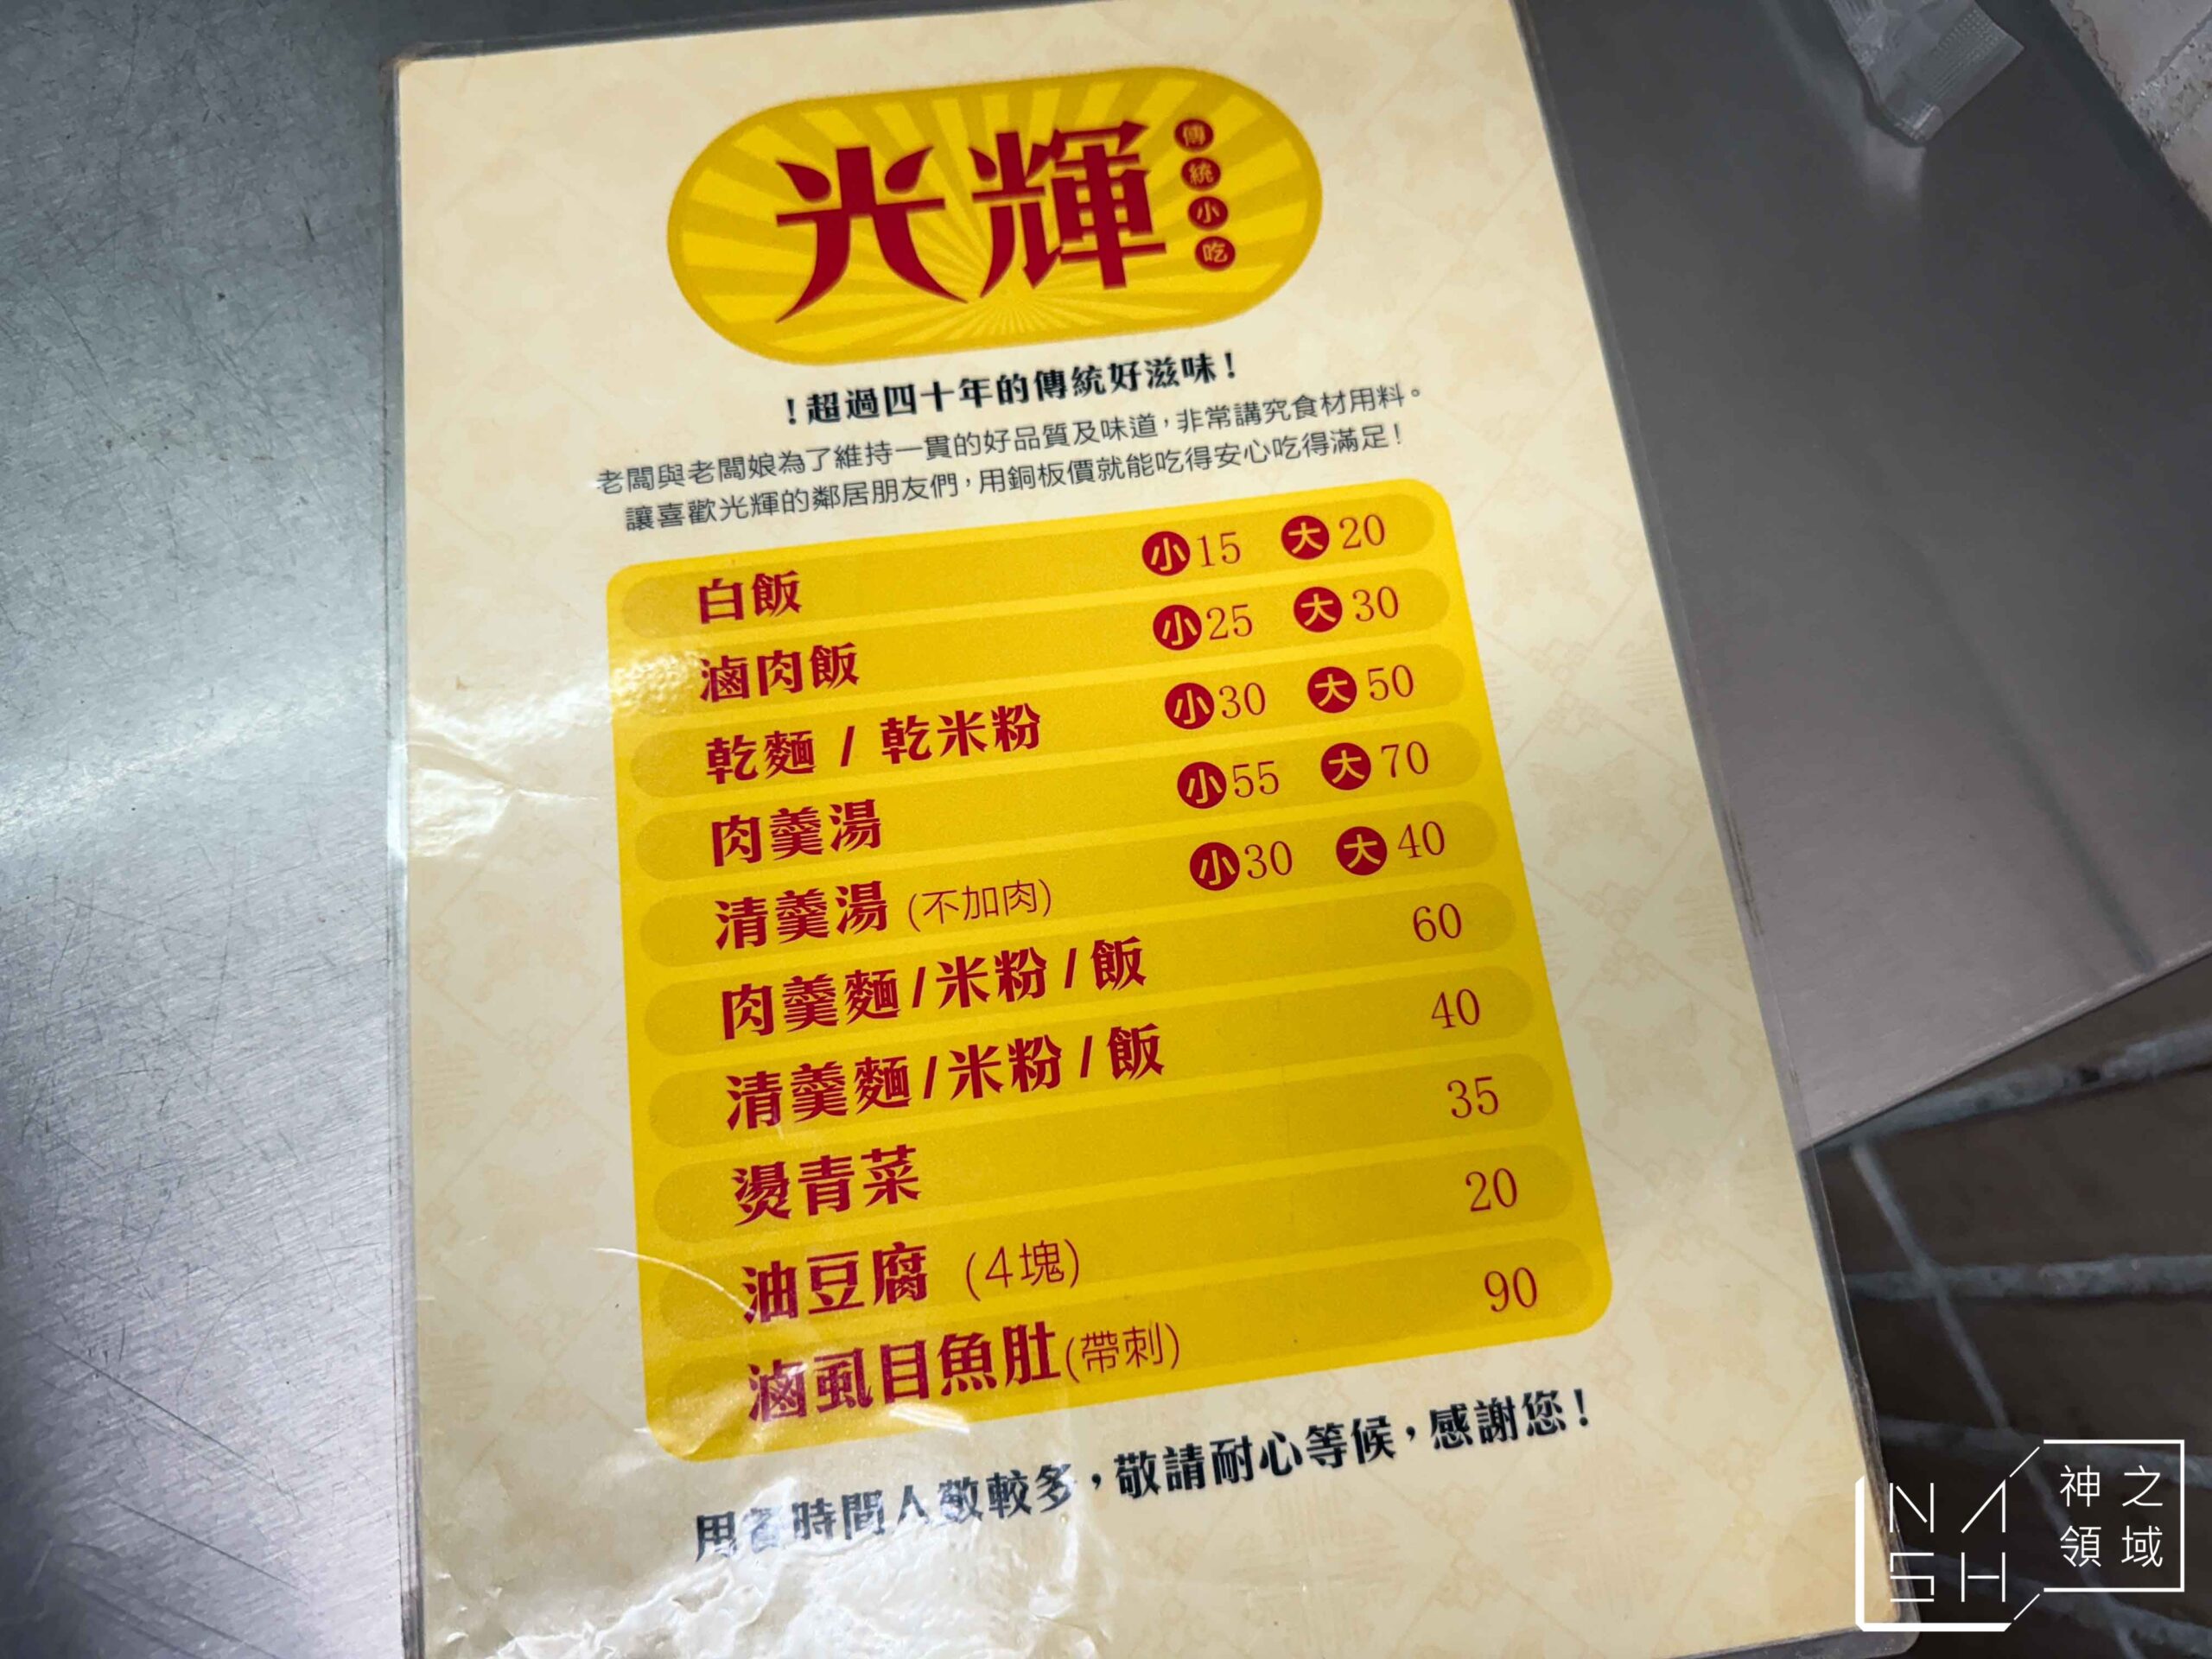 光輝
傳統小吃
！超過四十年的傳統好滋味！
老闆與老闆娘為了維持一貫的好品質及味道，非常講究食材用料。
讓喜歡光輝的鄰居朋友們，用銅板價就能吃得安心吃得滿足！
白飯 小15 大20
滷肉飯 小25 大30
乾麵 / 乾米粉 小30 大50
肉羹湯 小55 大70
清羹湯 (不加肉) 小30 大40
肉羹麵/米粉/飯 60
清羹麵/米粉/飯 40
燙青菜 35
油豆腐 (4塊) 20
滷虱目魚肚(帶刺) 90
用餐時間人數較多，敬請耐心等候，感謝您！
NASH
神之
領域